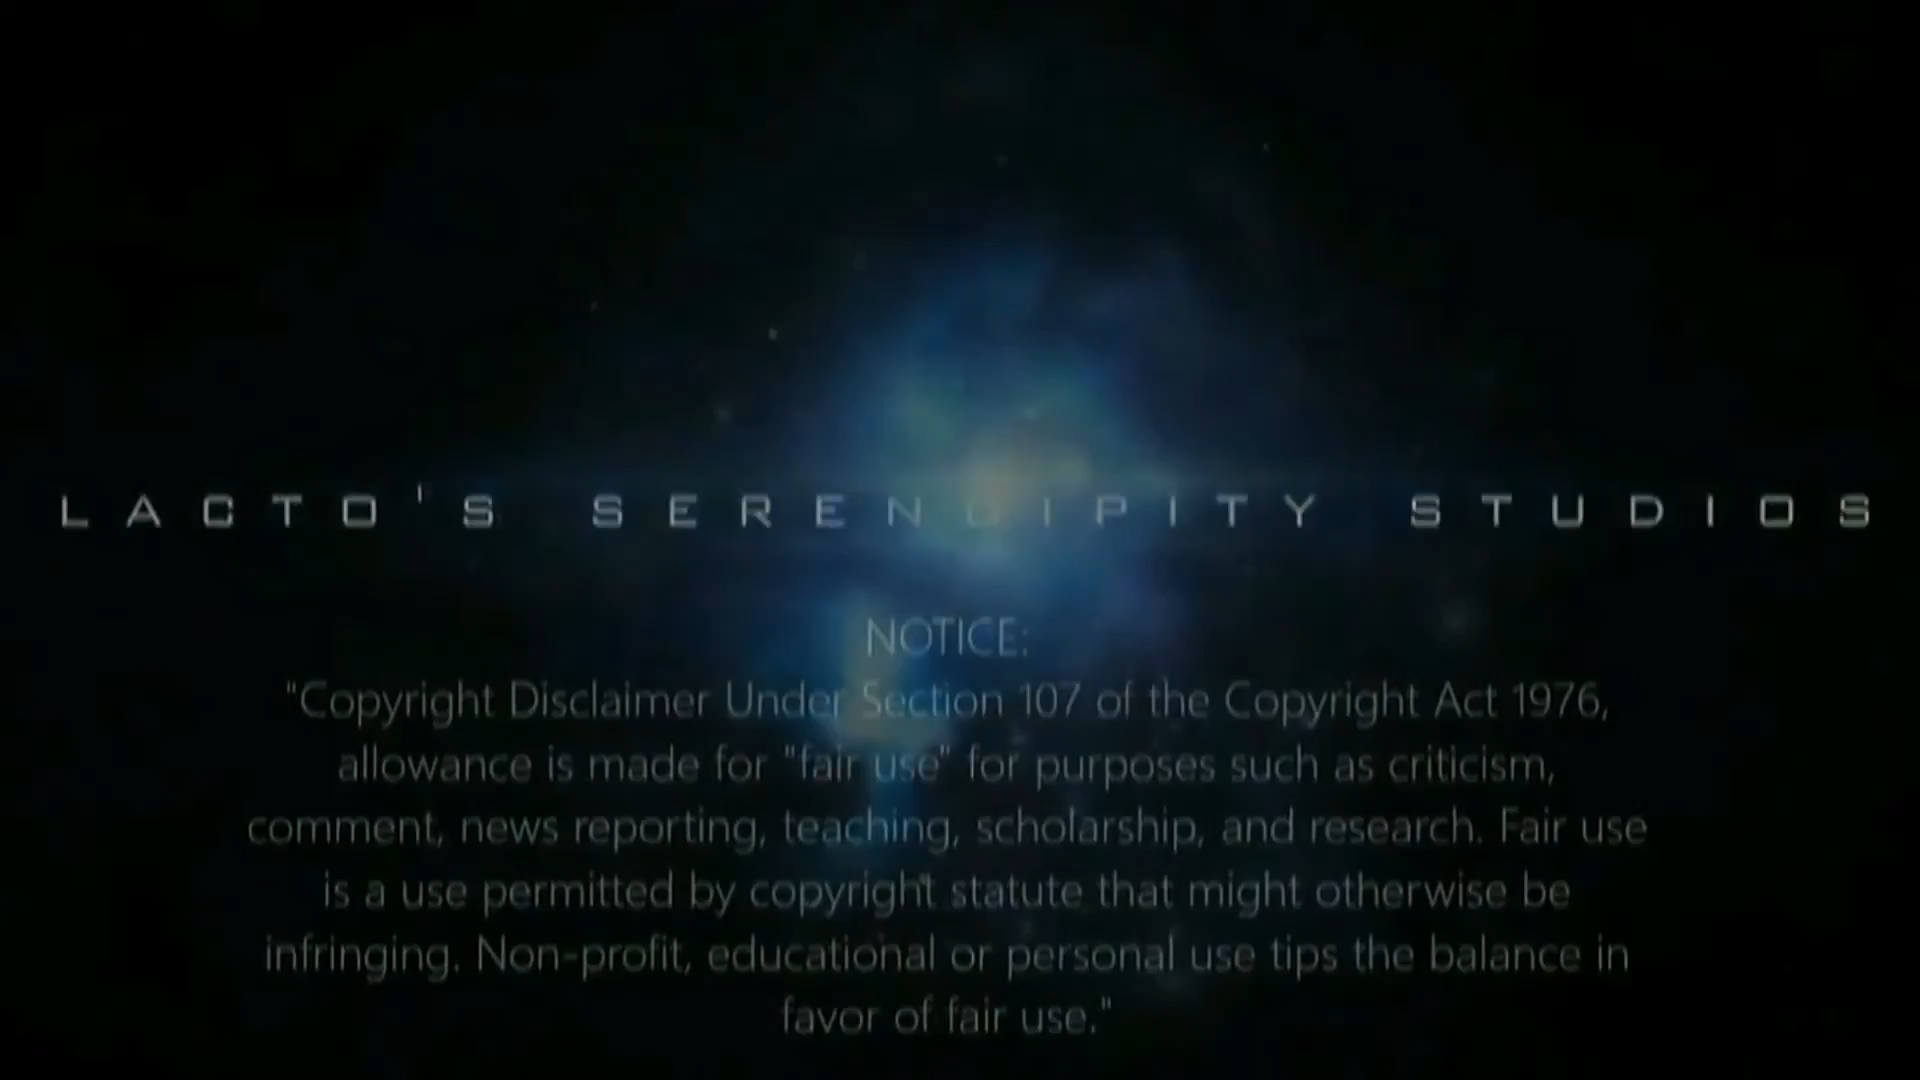 LACTO'S SERENDIPITY STUDIOS
NOTICE:
"Copyright Disclaimer Under Section 107 of the Copyright Act 1976,
allowance is made for "fair use" for purposes such as criticism,
comment, news reporting, teaching, scholarship, and research. Fair use
is a use permitted by copyright statute that might otherwise be
infringing. Non-profit, educational or personal use tips the balance in
favor of fair use."